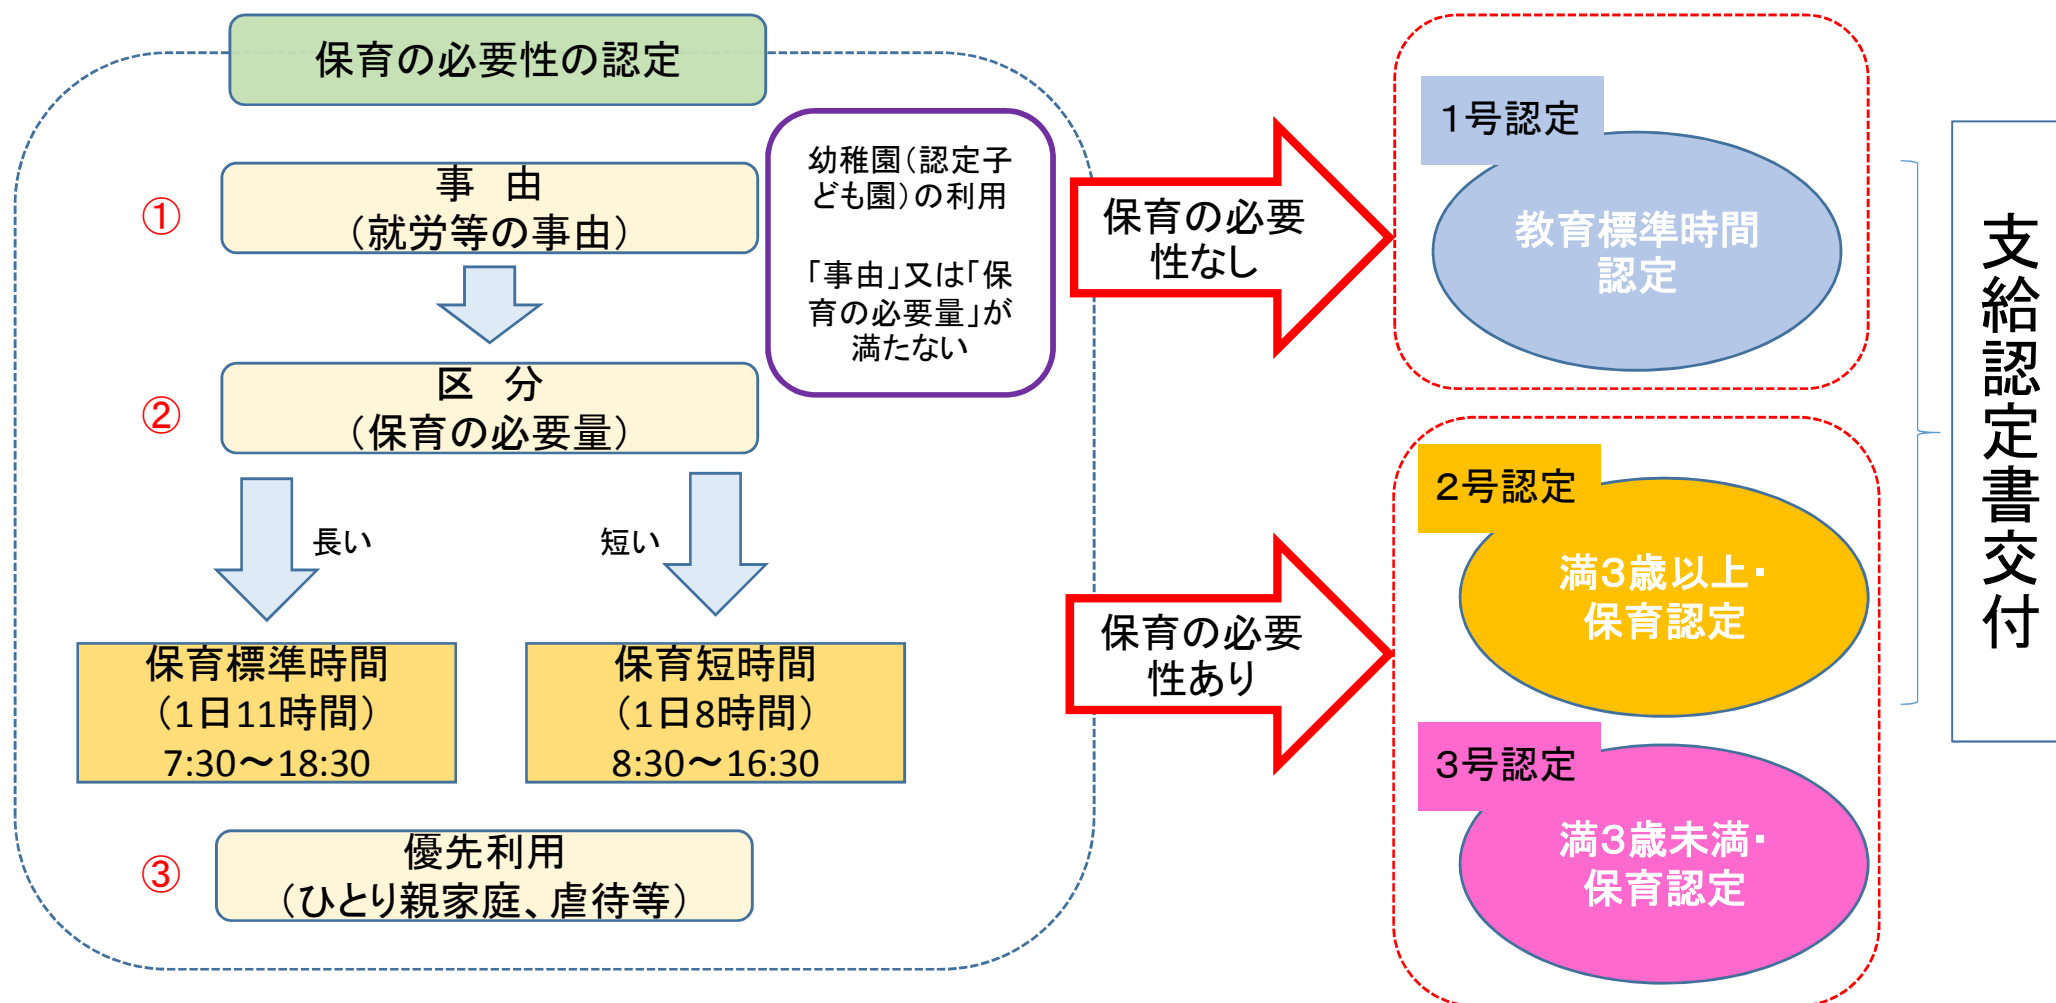 保育の必要性の認定
①
事　由
（就労等の事由）
幼稚園（認定子
ども園）の利用
「事由」又は「保
育の必要量」が
満たない
②
区　分
（保育の必要量）
長い
短い
保育標準時間
（1日11時間）
7:30～18:30
保育短時間
（1日8時間）
8:30～16:30
③
優先利用
（ひとり親家庭、虐待等）
保育の必要
性なし
保育の必要
性あり
１号認定
教育標準時間
認定
２号認定
満３歳以上・
保育認定
３号認定
満３歳未満・
保育認定
支給認定書交付